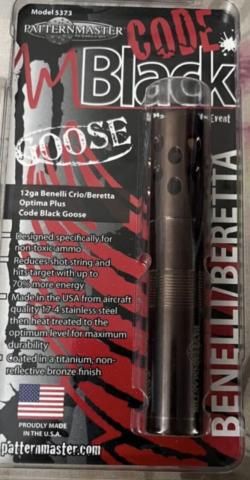 Model 5373
PATTERNMASTER
CODE
Black
Event
GOOSE
12ga Benelli Crio/Beretta
Optima Plus
Code Black Goose
Designed specifically for
non-toxic ammo
Reduces shot string and
hits target with up to
70% more energy
Made in the USA from aircraft
quality 17-4 stainless steel
then heat treated to the
optimum level for maximum
durability
Coated in a titanium, non-
reflective bronze finish
BENELLI/BERETTA
PROUDLY
MADE IN
THE U.S.A.
patternmaster.com